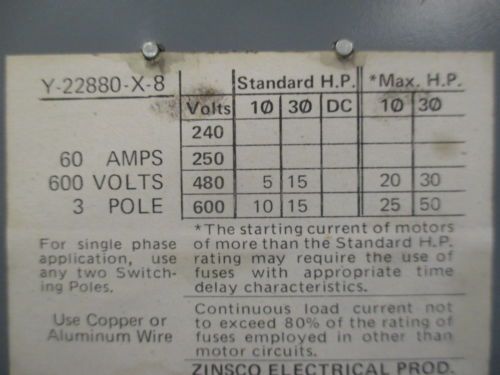 Y-22880-X-8
Standard H.P. *Max. H.P.
Volts 1Ø 3Ø DC 1Ø 3Ø
240
60 AMPS 250
600 VOLTS 480 5 15 20 30
3 POLE 600 10 15 25 50
*The starting current of motors
of more than the Standard H.P.
rating may require the use of
fuses with appropriate time
delay characteristics.
For single phase
application, use
any two Switch-
ing Poles.
Continuous load current not
to exceed 80% of the rating of
fuses employed in other than
motor circuits.
Use Copper or
Aluminum Wire
ZINSCO ELECTRICAL PROD.